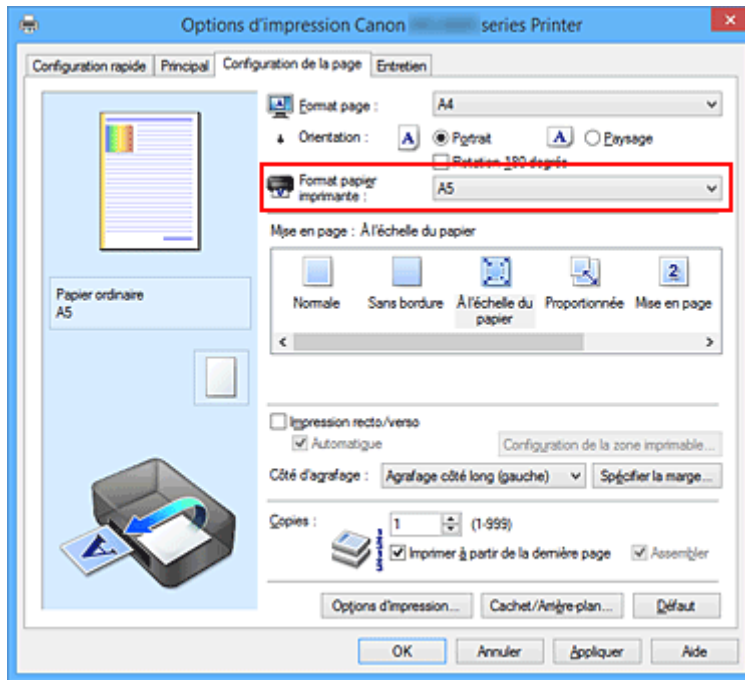 Options d'impression Canon series Printer
Configuration rapide Principal Configuration de la page Entretien
Format page : A4
Orientation : A Portrait A Paysage
Rotation 180 degrés
Format papier
imprimante : A5
Mise en page : À l'échelle du papier
Normale Sans bordure À l'échelle du Proportionnée Mise en page
papier
Papier ordinaire
A5
Impression recto/verso
Automatique Configuration de la zone imprimable...
Côté d'agrafage : Agrafage côté long (gauche) Spécifier la marge...
Copies : 1 (1-999)
Imprimer à partir de la dernière page Assembler
Options d'impression... Cachet/Arrière-plan... Défaut
OK Annuler Appliquer Aide